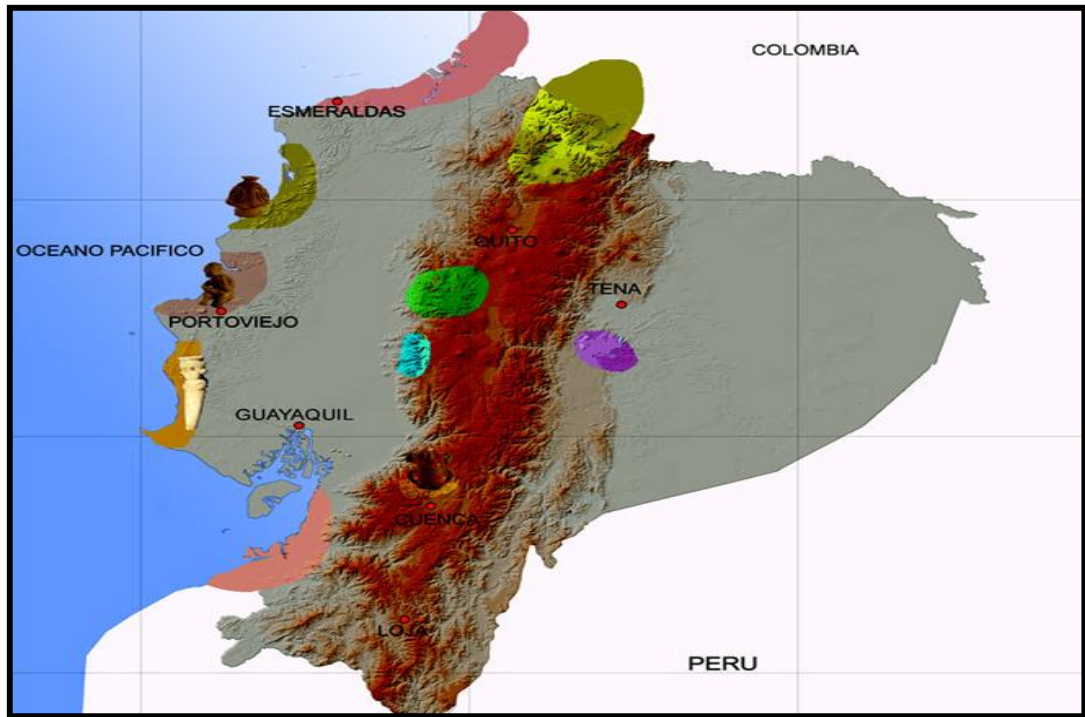 COLOMBIA
ESMERALDAS
QUITO
OCEANO PACIFICO
TENA
PORTOVIEJO
GUAYAQUIL
CUENCA
LOJA
PERU